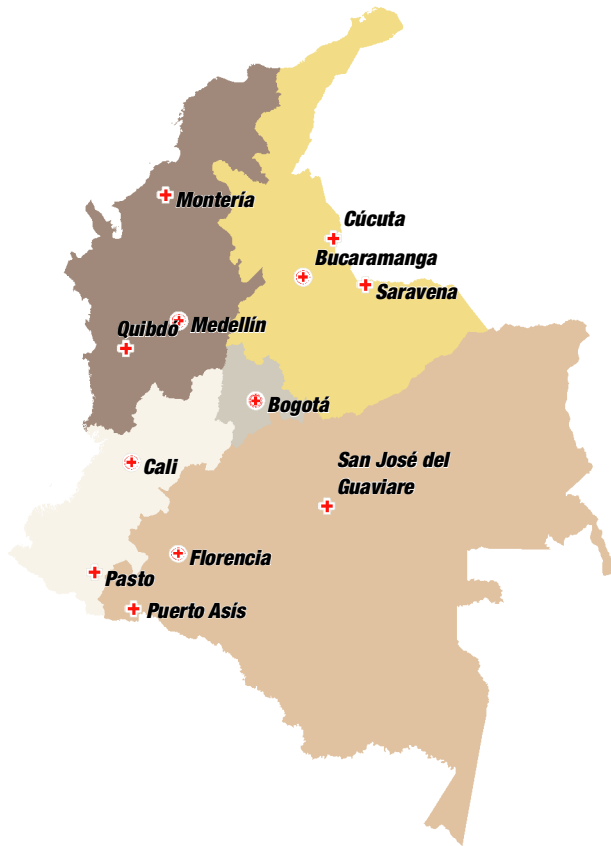 Montería
Cúcuta
Bucaramanga
Saravena
Quibdó
Medellín
Bogotá
Cali
San José del
Guaviare
Florencia
Pasto
Puerto Asís